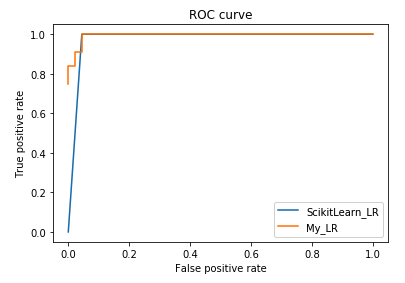 ROC curve
True positive rate
1.0
0.8
0.6
0.4
0.2
0.0
ScikitLearn_LR
My_LR
0.0 0.2 0.4 0.6 0.8 1.0
False positive rate